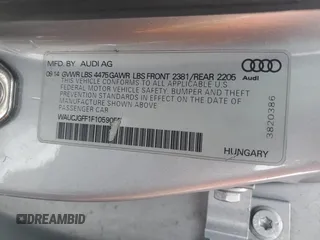 MFD. BY AUDI AG
09 14 GVWR LBS 4475 GAWR LBS FRONT 2381/REAR 2205
THIS VEHICLE CONFORMS TO ALL APPLICABLE U.S.
FEDERAL MOTOR VEHICLE SAFETY, BUMPER AND THEFT
PREVENTION STANDARDS IN EFFECT ON THE DATE OF
MANUFACTURE SHOWN ABOVE
PASSENGER CAR
Audi
3820386
HUNGARY
@DREAMBID